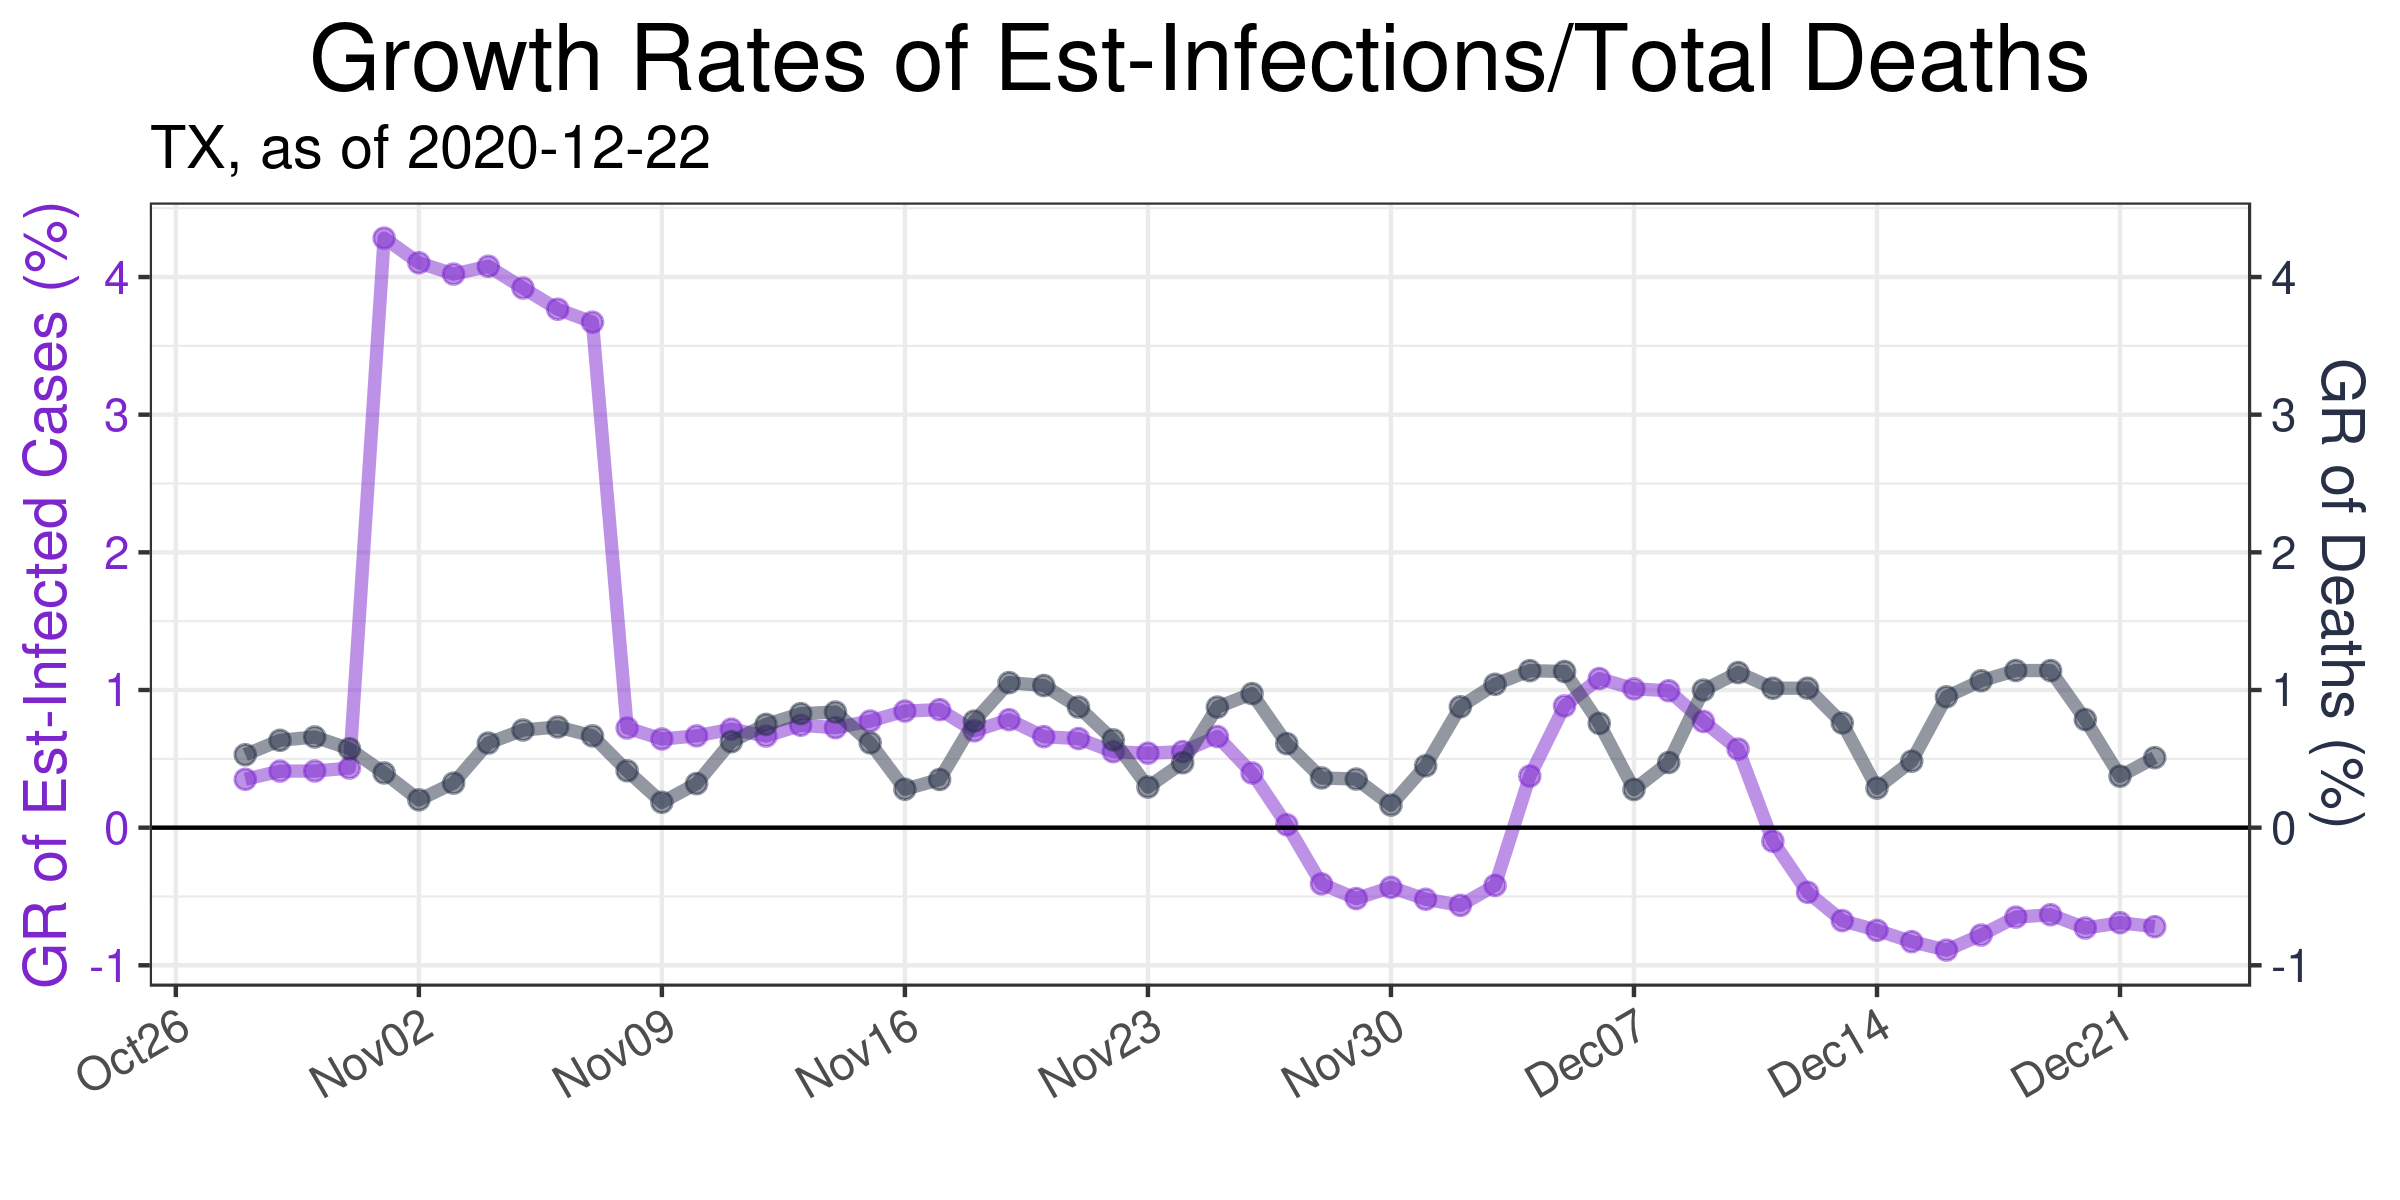 Growth Rates of Est-Infections/Total Deaths
TX, as of 2020-12-22
GR of Est-Infected Cases (%)
4
3
2
1
0
-1
4
3
2
1
0
-1
GR of Deaths (%)
Oct26
Nov02
Nov09
Nov16
Nov23
Nov30
Dec07
Dec14
Dec21